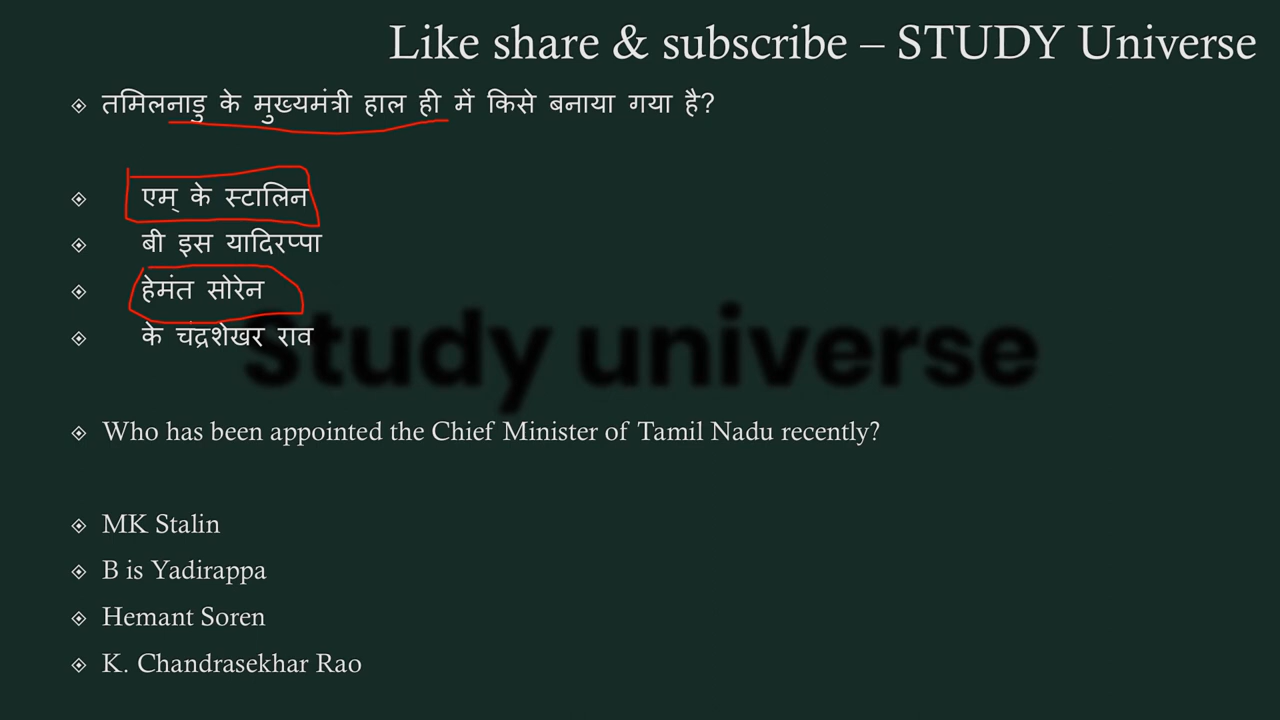 Like share & subscribe – STUDY Universe
तमिलनाडु के मुख्यमंत्री हाल ही में किसे बनाया गया है?
एम् के स्टालिन
बी इस यादिरप्पा
हेमंत सोरेन
के चंद्रशेखर राव
Study universe
Who has been appointed the Chief Minister of Tamil Nadu recently?
MK Stalin
B is Yadirappa
Hemant Soren
K. Chandrasekhar Rao